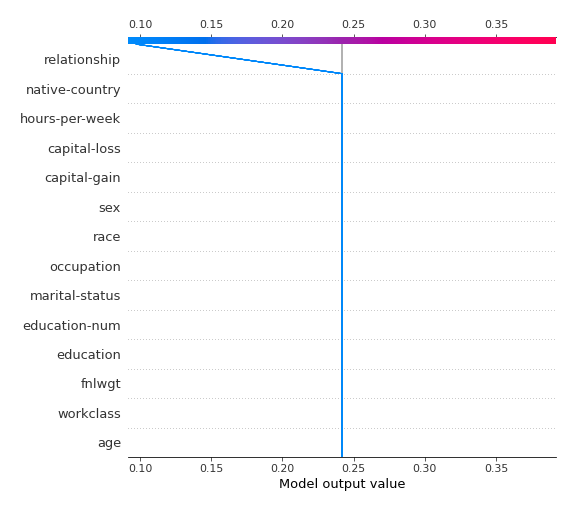 0.10 0.15 0.20 0.25 0.30 0.35
relationship
native-country
hours-per-week
capital-loss
capital-gain
sex
race
occupation
marital-status
education-num
education
fnlwgt
workclass
age
0.10 0.15 0.20 0.25 0.30 0.35
Model output value